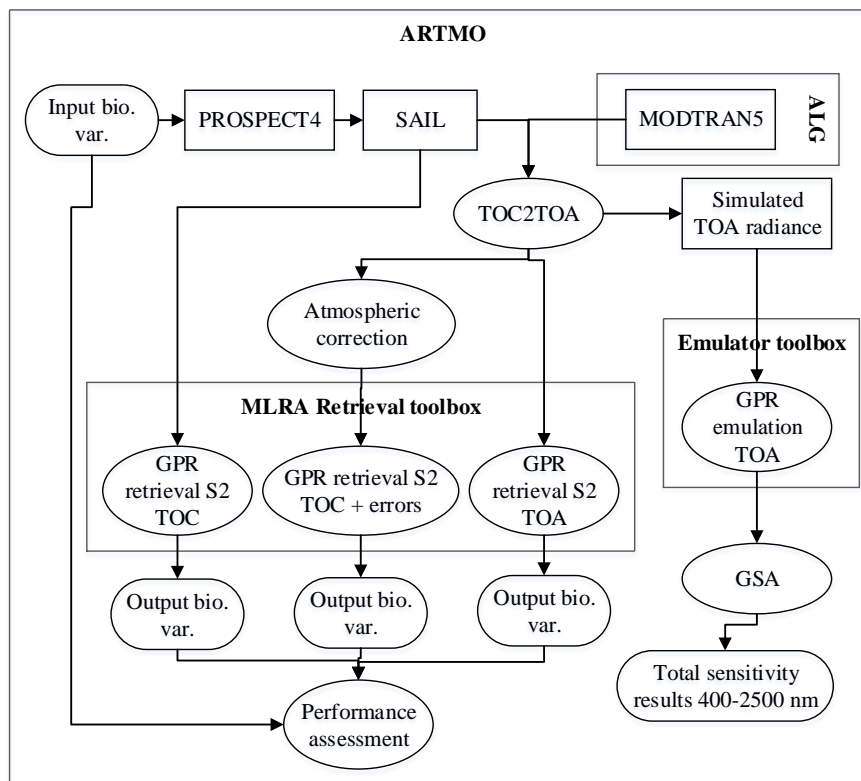 ARTMO
Input bio.
var.
PROSPECT4
SAIL
MODTRAN5
ALG
TOC2TOA
Simulated
TOA radiance
Atmospheric
correction
Emulator toolbox
MLRA Retrieval toolbox
GPR
emulation
TOA
GPR
retrieval S2
TOC
GPR retrieval S2
TOC + errors
GPR
retrieval S2
TOA
GSA
Output bio.
var.
Output bio.
var.
Output bio.
var.
Total sensitivity
results 400-2500 nm
Performance
assessment